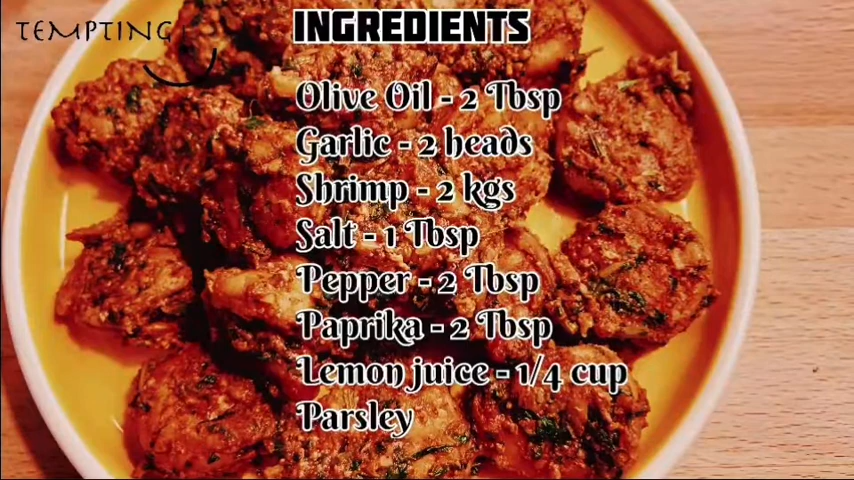 TEMPTING
INGREDIENTS
Olive Oil - 2 Tbsp
Garlic - 2 heads
Shrimp - 2 kgs
Salt - 1 Tbsp
Pepper - 2 Tbsp
Paprika - 2 Tbsp
Lemon juice - 1/4 cup
Parsley